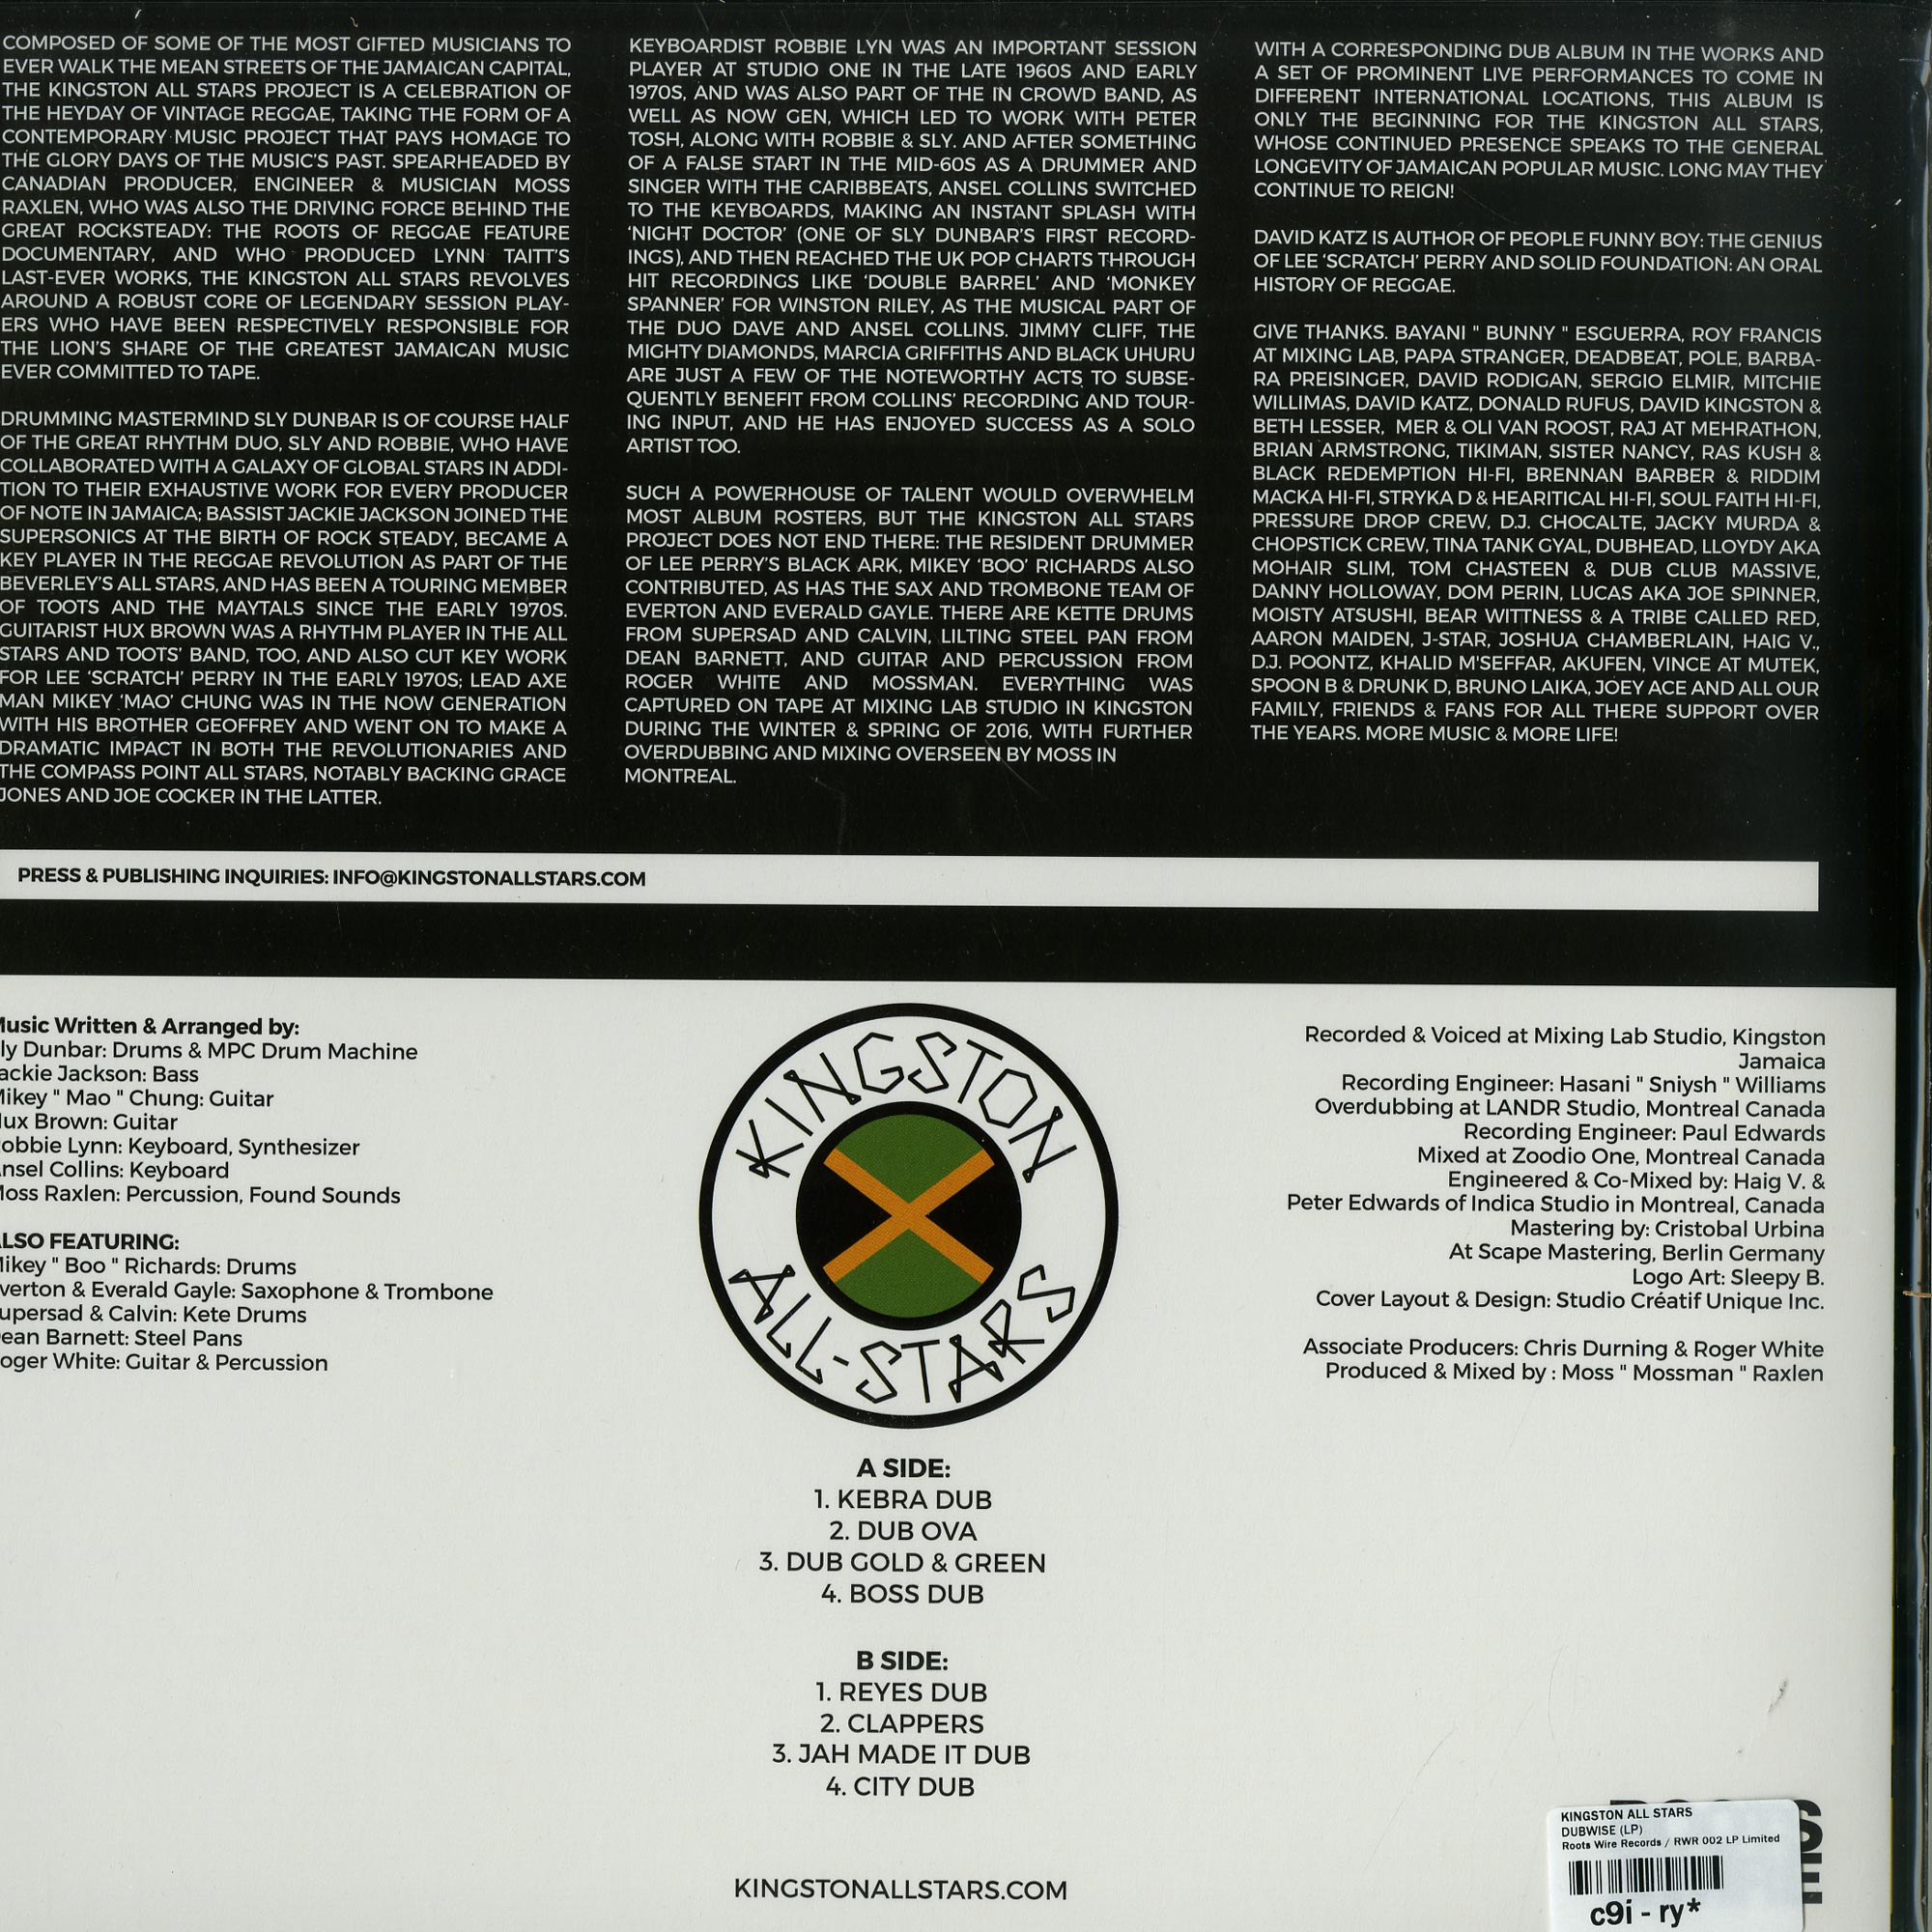 COMPOSED OF SOME OF THE MOST GIFTED MUSICIANS TO
EVER WALK THE MEAN STREETS OF THE JAMAICAN CAPITAL,
THE KINGSTON ALL STARS PROJECT IS A CELEBRATION OF
THE HEYDAY OF VINTAGE REGGAE, TAKING THE FORM OF A
CONTEMPORARY MUSIC PROJECT THAT PAYS HOMAGE TO
THE GLORY DAYS OF THE MUSIC'S PAST. SPEARHEADED BY
CANADIAN PRODUCER, ENGINEER & MUSICIAN MOSS
RAXLEN, WHO WAS ALSO THE DRIVING FORCE BEHIND THE
GREAT ROCKSTEADY: THE ROOTS OF REGGAE FEATURE
DOCUMENTARY, AND WHO PRODUCED LYNN TAITT'S
LAST-EVER WORKS, THE KINGSTON ALL STARS REVOLVES
AROUND A ROBUST CORE OF LEGENDARY SESSION PLAY-
ERS WHO HAVE BEEN RESPECTIVELY RESPONSIBLE FOR
THE LION'S SHARE OF THE GREATEST JAMAICAN MUSIC
EVER COMMITTED TO TAPE.
DRUMMING MASTERMIND SLY DUNBAR IS OF COURSE HALF
OF THE GREAT RHYTHM DUO, SLY AND ROBBIE, WHO HAVE
COLLABORATED WITH A GALAXY OF GLOBAL STARS IN ADDI-
TION TO THEIR EXHAUSTIVE WORK FOR EVERY PRODUCER
OF NOTE IN JAMAICA; BASSIST JACKIE JACKSON JOINED THE
SUPERSONICS AT THE BIRTH OF ROCK STEADY, BECAME A
KEY PLAYER IN THE REGGAE REVOLUTION AS PART OF THE
BEVERLEY'S ALL STARS, AND HAS BEEN A TOURING MEMBER
OF TOOTS AND THE MAYTALS SINCE THE EARLY 1970S.
GUITARIST HUX BROWN WAS A RHYTHM PLAYER IN THE ALL
STARS AND TOOTS' BAND, TOO, AND ALSO CUT KEY WORK
FOR LEE 'SCRATCH' PERRY IN THE EARLY 1970S; LEAD AXE
MAN MIKEY 'MAO' CHUNG WAS IN THE NOW GENERATION
WITH HIS BROTHER GEOFFREY AND WENT ON TO MAKE A
DRAMATIC IMPACT IN BOTH THE REVOLUTIONARIES AND
THE COMPASS POINT ALL STARS, NOTABLY BACKING GRACE
JONES AND JOE COCKER IN THE LATTER.
KEYBOARDIST ROBBIE LYN WAS AN IMPORTANT SESSION
PLAYER AT STUDIO ONE IN THE LATE 1960S AND EARLY
1970S, AND WAS ALSO PART OF THE IN CROWD BAND, AS
WELL AS NOW GEN, WHICH LED TO WORK WITH PETER
TOSH, ALONG WITH ROBBIE & SLY. AND AFTER SOMETHING
OF A FALSE START IN THE MID-60S AS A DRUMMER AND
SINGER WITH THE CARIBBEATS, ANSEL COLLINS SWITCHED
TO THE KEYBOARDS, MAKING AN INSTANT SPLASH WITH
'NIGHT DOCTOR' (ONE OF SLY DUNBAR'S FIRST RECORD-
INGS), AND THEN REACHED THE UK POP CHARTS THROUGH
HIT RECORDINGS LIKE 'DOUBLE BARREL' AND 'MONKEY
SPANNER' FOR WINSTON RILEY, AS THE MUSICAL PART OF
THE DUO DAVE AND ANSEL COLLINS. JIMMY CLIFF, THE
MIGHTY DIAMONDS, MARCIA GRIFFITHS AND BLACK UHURU
ARE JUST A FEW OF THE NOTEWORTHY ACTS TO SUBSE-
QUENTLY BENEFIT FROM COLLINS' RECORDING AND TOUR-
ING INPUT, AND HE HAS ENJOYED SUCCESS AS A SOLO
ARTIST TOO.
SUCH A POWERHOUSE OF TALENT WOULD OVERWHELM
MOST ALBUM ROSTERS, BUT THE KINGSTON ALL STARS
PROJECT DOES NOT END THERE: THE RESIDENT DRUMMER
OF LEE PERRY'S BLACK ARK, MIKEY 'BOO' RICHARDS ALSO
CONTRIBUTED, AS HAS THE SAX AND TROMBONE TEAM OF
EVERTON AND EVERALD GAYLE. THERE ARE KETTE DRUMS
FROM SUPERSAD AND CALVIN, LILTING STEEL PAN FROM
DEAN BARNETT, AND GUITAR AND PERCUSSION FROM
ROGER WHITE AND MOSSMAN. EVERYTHING WAS
CAPTURED ON TAPE AT MIXING LAB STUDIO IN KINGSTON
DURING THE WINTER & SPRING OF 2016, WITH FURTHER
OVERDUBBING AND MIXING OVERSEEN BY MOSS IN
MONTREAL.
WITH A CORRESPONDING DUB ALBUM IN THE WORKS AND
A SET OF PROMINENT LIVE PERFORMANCES TO COME IN
DIFFERENT INTERNATIONAL LOCATIONS, THIS ALBUM IS
ONLY THE BEGINNING FOR THE KINGSTON ALL STARS,
WHOSE CONTINUED PRESENCE SPEAKS TO THE GENERAL
LONGEVITY OF JAMAICAN POPULAR MUSIC. LONG MAY THEY
CONTINUE TO REIGN!
DAVID KATZ IS AUTHOR OF PEOPLE FUNNY BOY: THE GENIUS
OF LEE 'SCRATCH' PERRY AND SOLID FOUNDATION: AN ORAL
HISTORY OF REGGAE.
GIVE THANKS. BAYANI " BUNNY " ESGUERRA, ROY FRANCIS
AT MIXING LAB, PAPA STRANGER, DEADBEAT, POLE, BARBA-
RA PREISINGER, DAVID RODIGAN, SERGIO ELMIR, MITCHIE
WILLIMAS, DAVID KATZ, DONALD RUFUS, DAVID KINGSTON &
BETH LESSER, MER & OLI VAN ROOST, RAJ AT MEHRATHON,
BRIAN ARMSTRONG, TIKIMAN, SISTER NANCY, RAS KUSH &
BLACK REDEMPTION HI-FI, BRENNAN BARBER & RIDDIM
MACKA HI-FI, STRYKA D & HEARITICAL HI-FI, SOUL FAITH HI-FI,
PRESSURE DROP CREW, D.J. CHOCALTE, JACKY MURDA &
CHOPSTICK CREW, TINA TANK GYAL, DUBHEAD, LLOYDY AKA
MOHAIR SLIM, TOM CHASTEEN & DUB CLUB MASSIVE,
DANNY HOLLOWAY, DOM PERIN, LUCAS AKA JOE SPINNER,
MOISTY ATSUSHI, BEAR WITTNESS & A TRIBE CALLED RED,
AARON MAIDEN, J-STAR, JOSHUA CHAMBERLAIN, HAIG V.,
D.J. POONTZ, KHALID M'SEFFAR, AKUFEN, VINCE AT MUTEK,
SPOON B & DRUNK D, BRUNO LAIKA, JOEY ACE AND ALL OUR
FAMILY, FRIENDS & FANS FOR ALL THERE SUPPORT OVER
THE YEARS. MORE MUSIC & MORE LIFE!
PRESS & PUBLISHING INQUIRIES: INFO@KINGSTONALLSTARS.COM
Music Written & Arranged by:
ly Dunbar: Drums & MPC Drum Machine
ackie Jackson: Bass
Mikey " Mao " Chung: Guitar
Hux Brown: Guitar
obbie Lynn: Keyboard, Synthesizer
Ansel Collins: Keyboard
Moss Raxlen: Percussion, Found Sounds
ALSO FEATURING:
Mikey " Boo " Richards: Drums
verton & Everald Gayle: Saxophone & Trombone
upersad & Calvin: Kete Drums
ean Barnett: Steel Pans
oger White: Guitar & Percussion
KINGSTON
ALL-STARS
Recorded & Voiced at Mixing Lab Studio, Kingston
Jamaica
Recording Engineer: Hasani " Sniysh " Williams
Overdubbing at LANDR Studio, Montreal Canada
Recording Engineer: Paul Edwards
Mixed at Zoodio One, Montreal Canada
Engineered & Co-Mixed by: Haig V. &
Peter Edwards of Indica Studio in Montreal, Canada
Mastering by: Cristobal Urbina
At Scape Mastering, Berlin Germany
Logo Art: Sleepy B.
Cover Layout & Design: Studio Créatif Unique Inc.
Associate Producers: Chris Durning & Roger White
Produced & Mixed by : Moss " Mossman " Raxlen
A SIDE:
1. KEBRA DUB
2. DUB OVA
3. DUB GOLD & GREEN
4. BOSS DUB
B SIDE:
1. REYES DUB
2. CLAPPERS
3. JAH MADE IT DUB
4. CITY DUB
KINGSTONALLSTARS.COM
KINGSTON ALL STARS
DUBWISE (LP)
Roots Wire Records / RWR 002 LP Limited
c9i - ry*